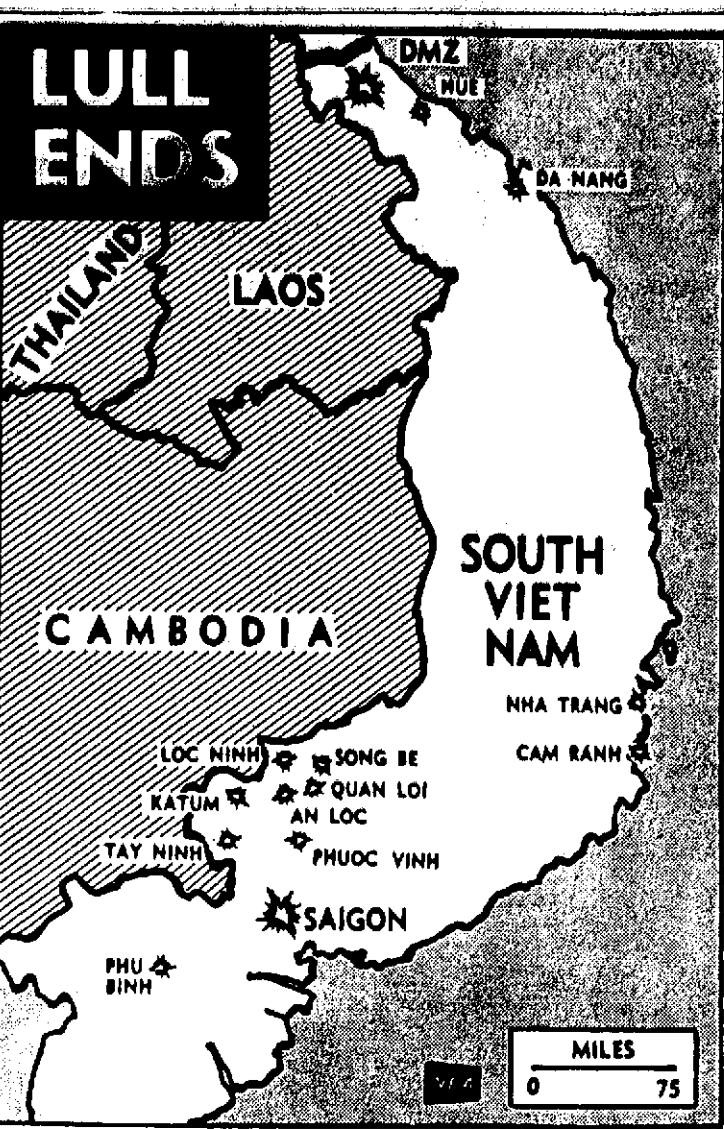 LULL
ENDS
DMZ
HUE
DA NANG
THAILAND
LAOS
SOUTH
VIET
NAM
CAMBODIA
NHA TRANG
CAM RANH
LOC NINH
SONG BE
KATUM
QUAN LOI
AN LOC
TAY NINH
PHUOC VINH
SAIGON
PHU
BINH
MILES
0 75